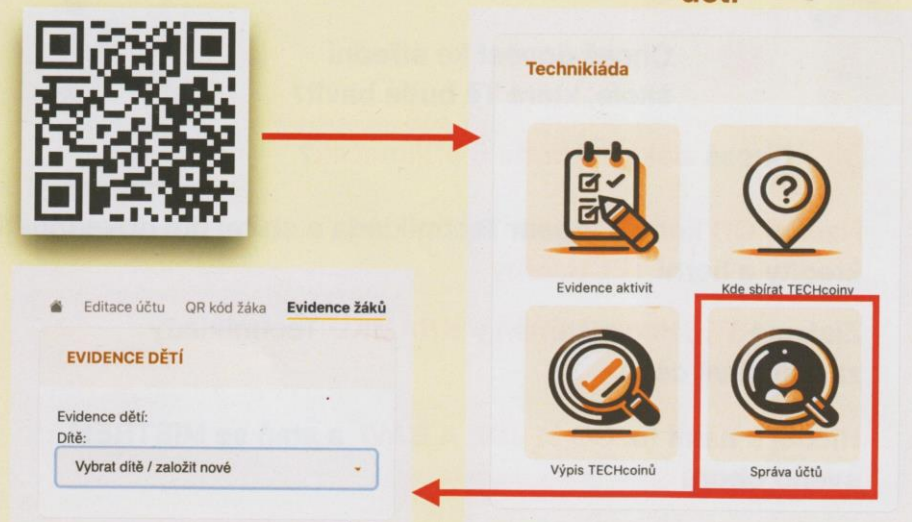 Technikiáda
Evidence aktivit
Kde sbírat TECHcoiny
Výpis TECHcoinů
Správa účtů
Editace účtu QR kód žáka Evidence žáků
EVIDENCE DĚTÍ
Evidence dětí:
Dítě:
Vybrat dítě / založit nové